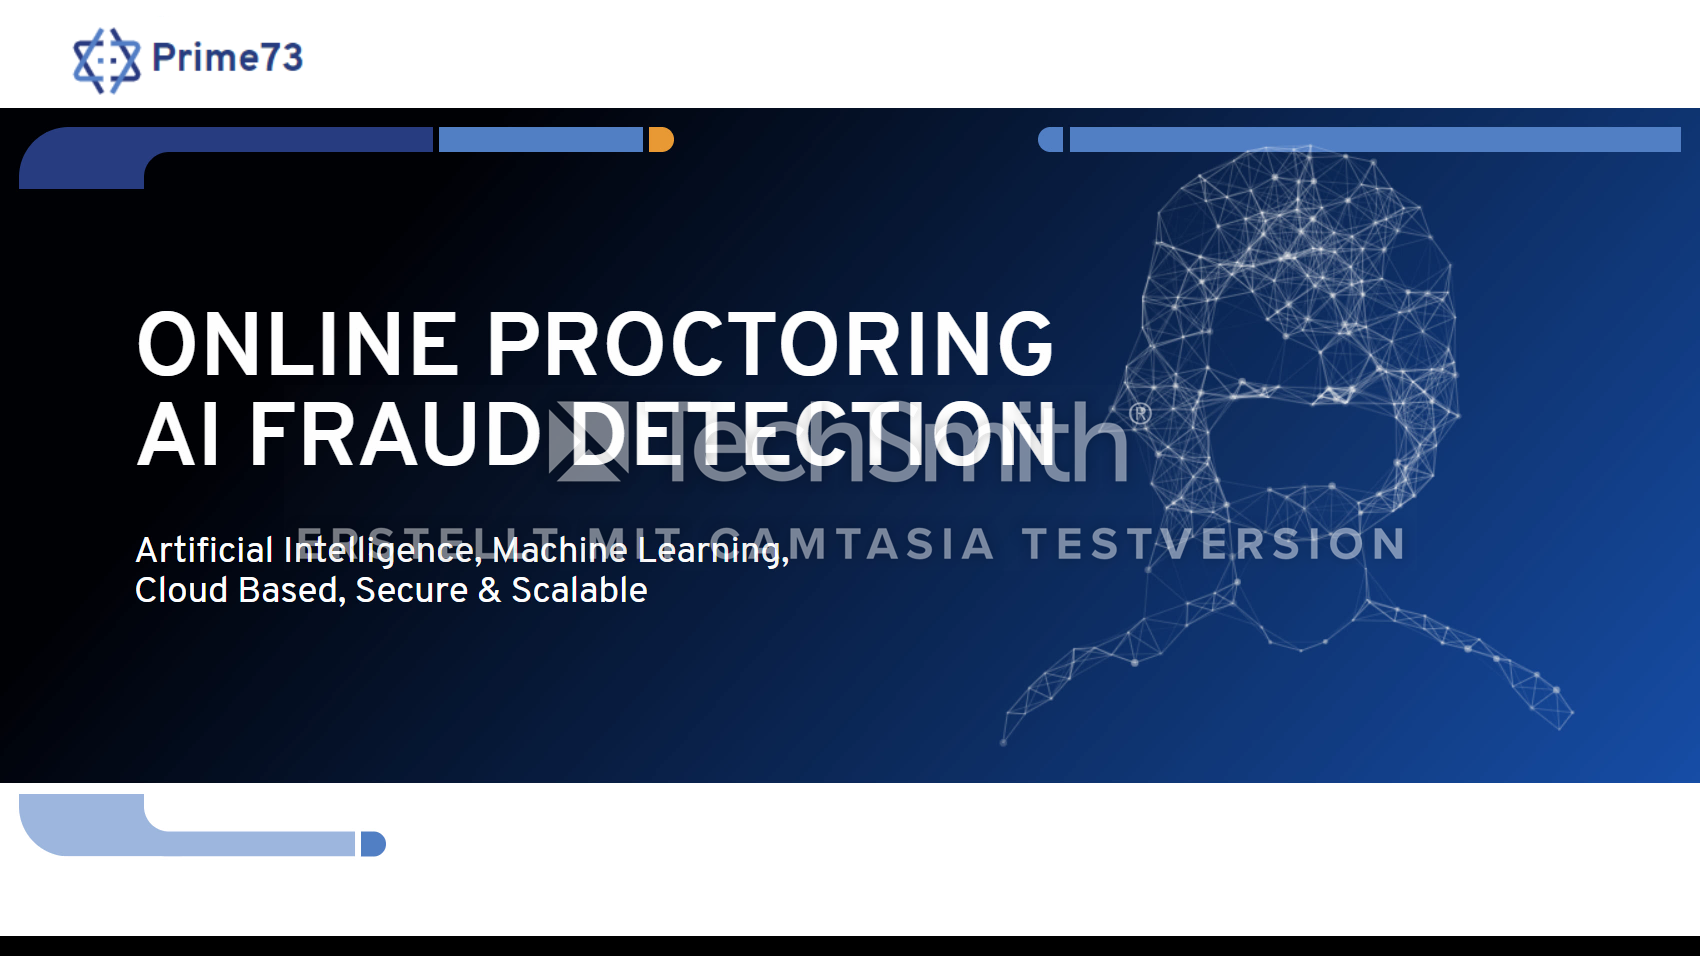 Prime73
ONLINE PROCTORING
AI FRAUD DETECTION
TechSmith®
ERSTELLT MIT CAMTASIA TESTVERSION
Artificial Intelligence, Machine Learning,
Cloud Based, Secure & Scalable